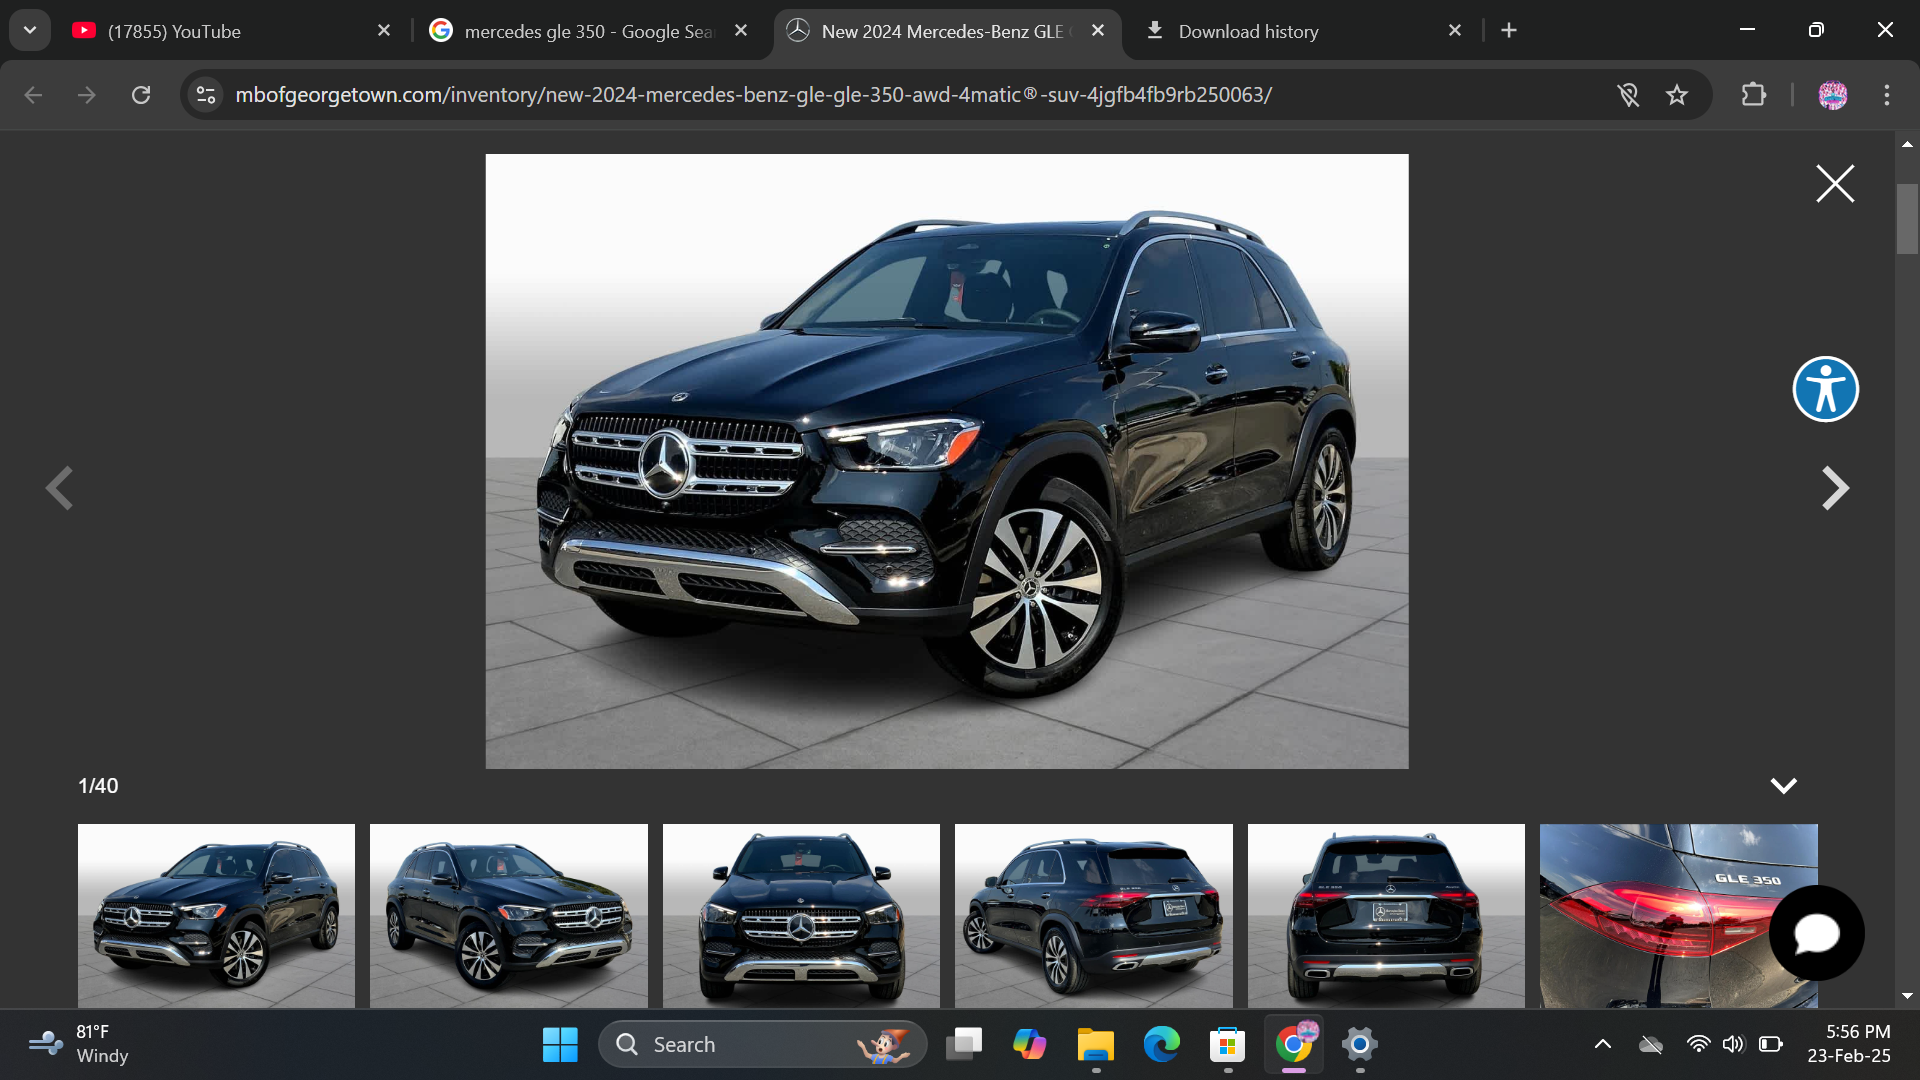 (17855) YouTube
mercedes gle 350 - Google Sea
New 2024 Mercedes-Benz GLE
Download history
mbofgeorgetown.com/inventory/new-2024-mercedes-benz-gle-gle-350-awd-4matic®-suv-4jgfb4fb9rb250063/
1/40
GLE 350
81°F
Windy
Search
5:56 PM
23-Feb-25